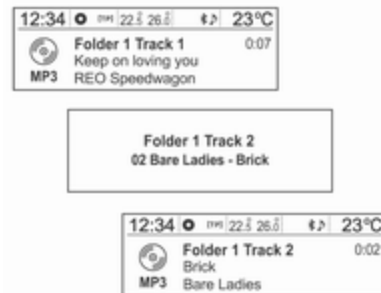 12:34 [TP] 22.5 26.0 23°C
Folder 1 Track 1 0:07
Keep on loving you
MP3 REO Speedwagon
Folder 1 Track 2
02 Bare Ladies - Brick
12:34 [TP] 22.5 26.0 23°C
Folder 1 Track 2 0:02
Brick
MP3 Bare Ladies